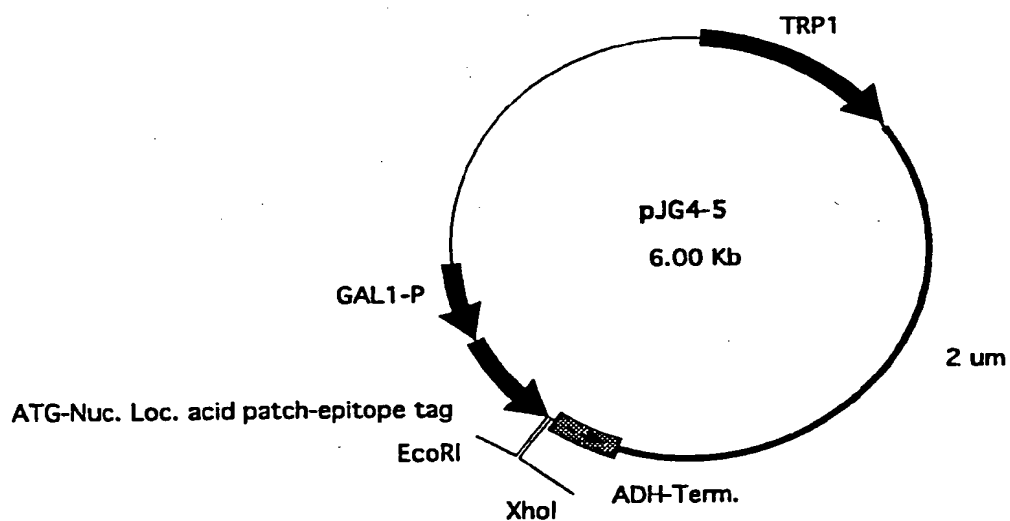 TRP1
pJG4-5
6.00 Kb
GAL1-P
2 um
ATG-Nuc. Loc. acid patch-epitope tag
EcoRI
ADH-Term.
XhoI